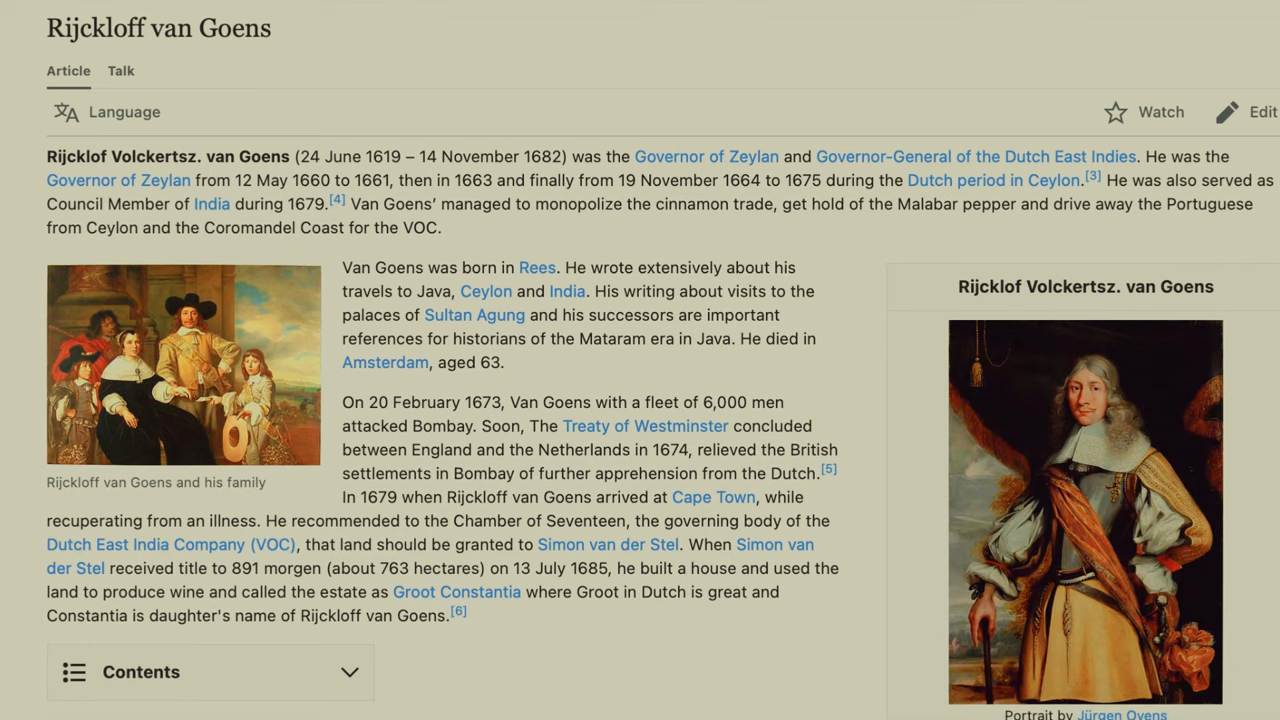 Rijckloff van Goens
Article Talk
Language
Watch Edit
Rijcklof Volckertsz. van Goens (24 June 1619 – 14 November 1682) was the Governor of Zeylan and Governor-General of the Dutch East Indies. He was the
Governor of Zeylan from 12 May 1660 to 1661, then in 1663 and finally from 19 November 1664 to 1675 during the Dutch period in Ceylon.[3] He was also served as
Council Member of India during 1679.[4] Van Goens’ managed to monopolize the cinnamon trade, get hold of the Malabar pepper and drive away the Portuguese
from Ceylon and the Coromandel Coast for the VOC.
Rijckloff van Goens and his family
Van Goens was born in Rees. He wrote extensively about his
travels to Java, Ceylon and India. His writing about visits to the
palaces of Sultan Agung and his successors are important
references for historians of the Mataram era in Java. He died in
Amsterdam, aged 63.
On 20 February 1673, Van Goens with a fleet of 6,000 men
attacked Bombay. Soon, The Treaty of Westminster concluded
between England and the Netherlands in 1674, relieved the British
settlements in Bombay of further apprehension from the Dutch.[5]
In 1679 when Rijckloff van Goens arrived at Cape Town, while
recuperating from an illness. He recommended to the Chamber of Seventeen, the governing body of the
Dutch East India Company (VOC), that land should be granted to Simon van der Stel. When Simon van
der Stel received title to 891 morgen (about 763 hectares) on 13 July 1685, he built a house and used the
land to produce wine and called the estate as Groot Constantia where Groot in Dutch is great and
Constantia is daughter's name of Rijckloff van Goens.[6]
Contents
Rijcklof Volckertsz. van Goens
Portrait by Jürgen Ovens